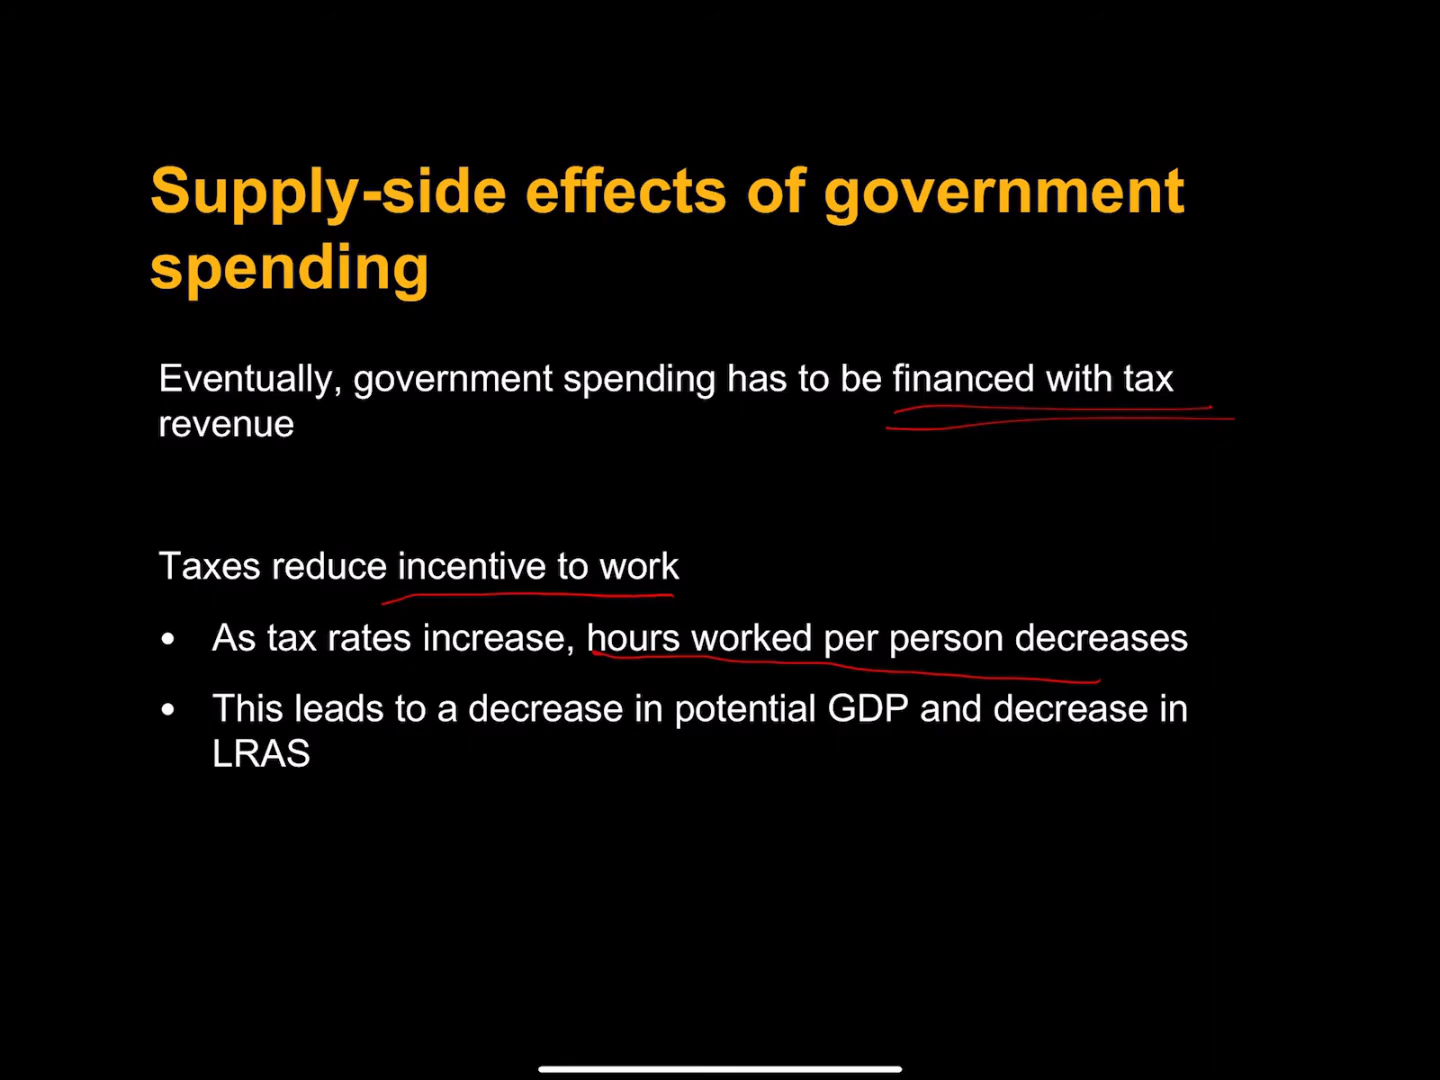 Supply-side effects of government
spending
Eventually, government spending has to be financed with tax
revenue
Taxes reduce incentive to work
• As tax rates increase, hours worked per person decreases
• This leads to a decrease in potential GDP and decrease in
LRAS